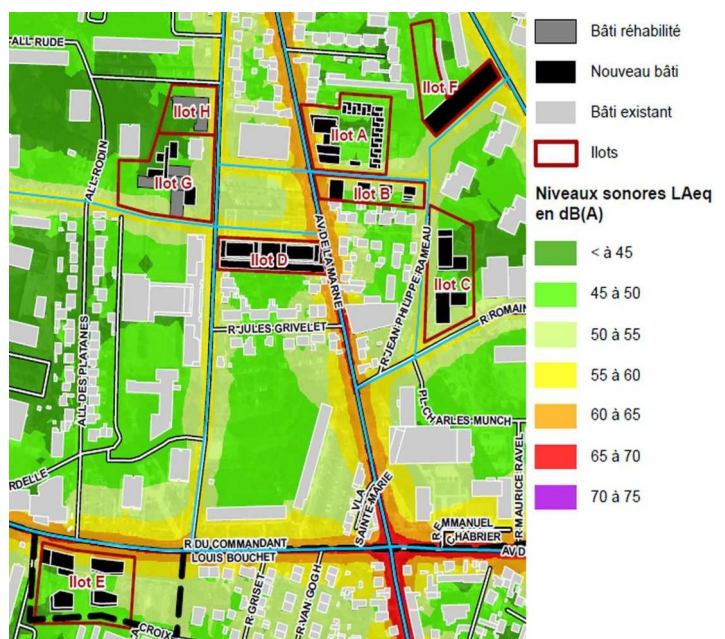 ALL RUDE
ALL-RODIN
ALL-DES PLATANES
RDELLE
Ilot H
Ilot G
Ilot A
Ilot F
Ilot B
Ilot D
Ilot C
Ilot E
AV-DE-LA-MARNE
R-JEAN-PHILIPPE-RAMEAU
R-JULES-GRIVELET
R-ROMAIN
PL-CHARLES-MUNCH
R-MAURICE-RAVEL
VLA
SAINTE-MARIE
R-EMMANUEL
CHABRIER
R DU COMMANDANT
LOUIS BOUCHET
AV D
R-GRISET
R-VAN GOGH
A CROIX
Bâti réhabilité
Nouveau bâti
Bâti existant
Ilots
Niveaux sonores LAeq
en dB(A)
< à 45
45 à 50
50 à 55
55 à 60
60 à 65
65 à 70
70 à 75